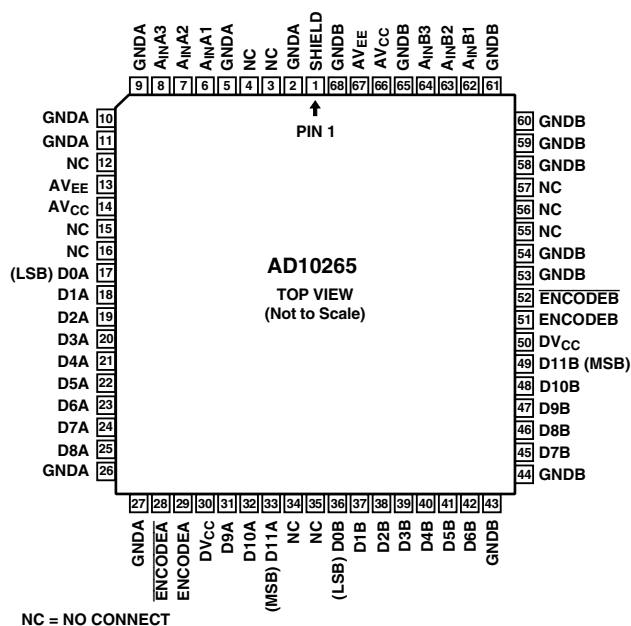 GNDA AINA3 AINA2 AINA1 GNDA NC NC GNDA SHIELD GNDB AVEE AVCC GNDB AINB3 AINB2 AINB1 GNDB
9 8 7 6 5 4 3 2 1 68 67 66 65 64 63 62 61
PIN 1
GNDA 10
GNDA 11
NC 12
AVEE 13
AVCC 14
NC 15
NC 16
(LSB) D0A 17
D1A 18
D2A 19
D3A 20
D4A 21
D5A 22
D6A 23
D7A 24
D8A 25
GNDA 26
AD10265
TOP VIEW
(Not to Scale)
60 GNDB
59 GNDB
58 GNDB
57 NC
56 NC
55 NC
54 GNDB
53 GNDB
52 ENCODEB
51 ENCODEB
50 DVCC
49 D11B (MSB)
48 D10B
47 D9B
46 D8B
45 D7B
44 GNDB
27 28 29 30 31 32 33 34 35 36 37 38 39 40 41 42 43
GNDA ENCODEA ENCODEA DVCC D9A D10A (MSB) D11A NC NC (LSB) D0B D1B D2B D3B D4B D5B D6B GNDB
NC = NO CONNECT